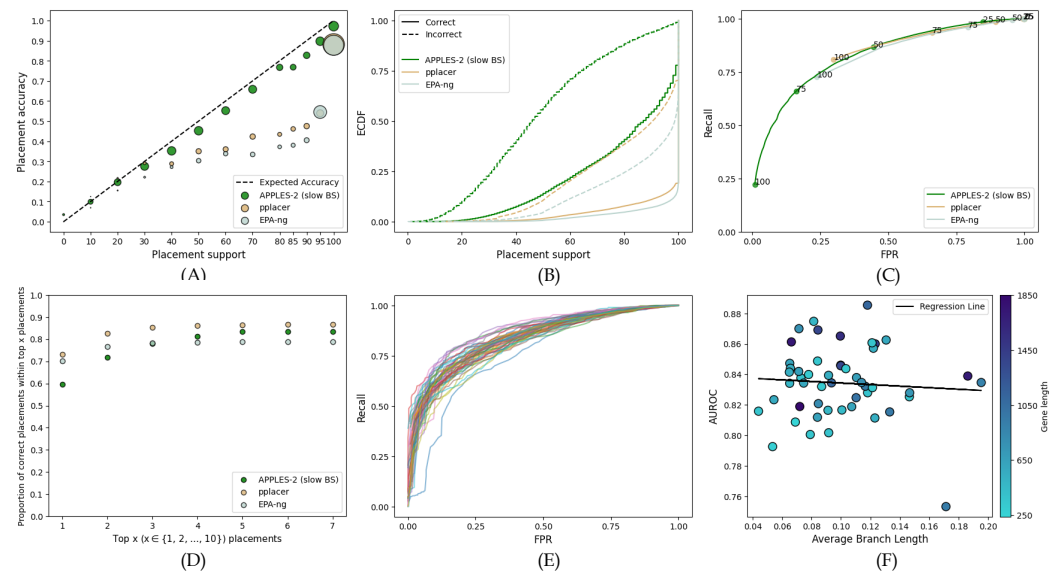 Placement accuracy
1.0
0.9
0.8
0.7
0.6
0.5
0.4
0.3
0.2
0.1
0.0
Expected Accuracy
APPLES-2 (slow BS)
pplacer
EPA-ng
0 10 20 30 40 50 60 70 80 85 90 95 100
Placement support
(A)
ECDF
1.00
0.75
0.50
0.25
0.00
Correct
Incorrect
APPLES-2 (slow BS)
pplacer
EPA-ng
0 20 40 60 80 100
Placement support
(B)
Recall
1.00
0.75
0.50
0.25
0.00
100
75
100
100
50
75
75
25
50
50
25
APPLES-2 (slow BS)
pplacer
EPA-ng
0.00 0.25 0.50 0.75 1.00
FPR
(C)
Proportion of correct placements within top x placements
1.0
0.9
0.8
0.7
0.6
0.5
0.4
0.3
0.2
0.1
0.0
APPLES-2 (slow BS)
pplacer
EPA-ng
1 2 3 4 5 6 7
Top x (x ∈ {1, 2, ..., 10}) placements
(D)
Recall
1.00
0.75
0.50
0.25
0.00
0.00 0.25 0.50 0.75 1.00
FPR
(E)
AUROC
0.88
0.86
0.84
0.82
0.80
0.78
0.76
Regression Line
0.04 0.06 0.08 0.10 0.12 0.14 0.16 0.18 0.20
Average Branch Length
1850
1450
1050
650
250
Gene length
(F)